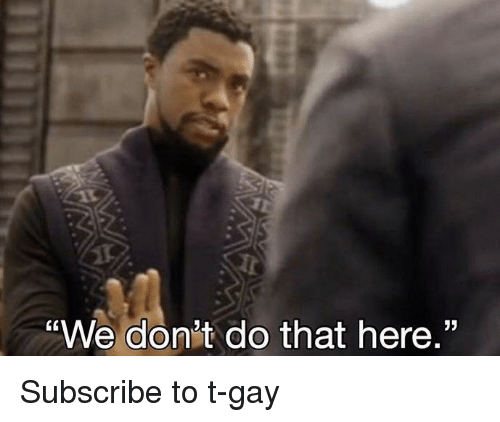 “We don't do that here.”
Subscribe to t-gay